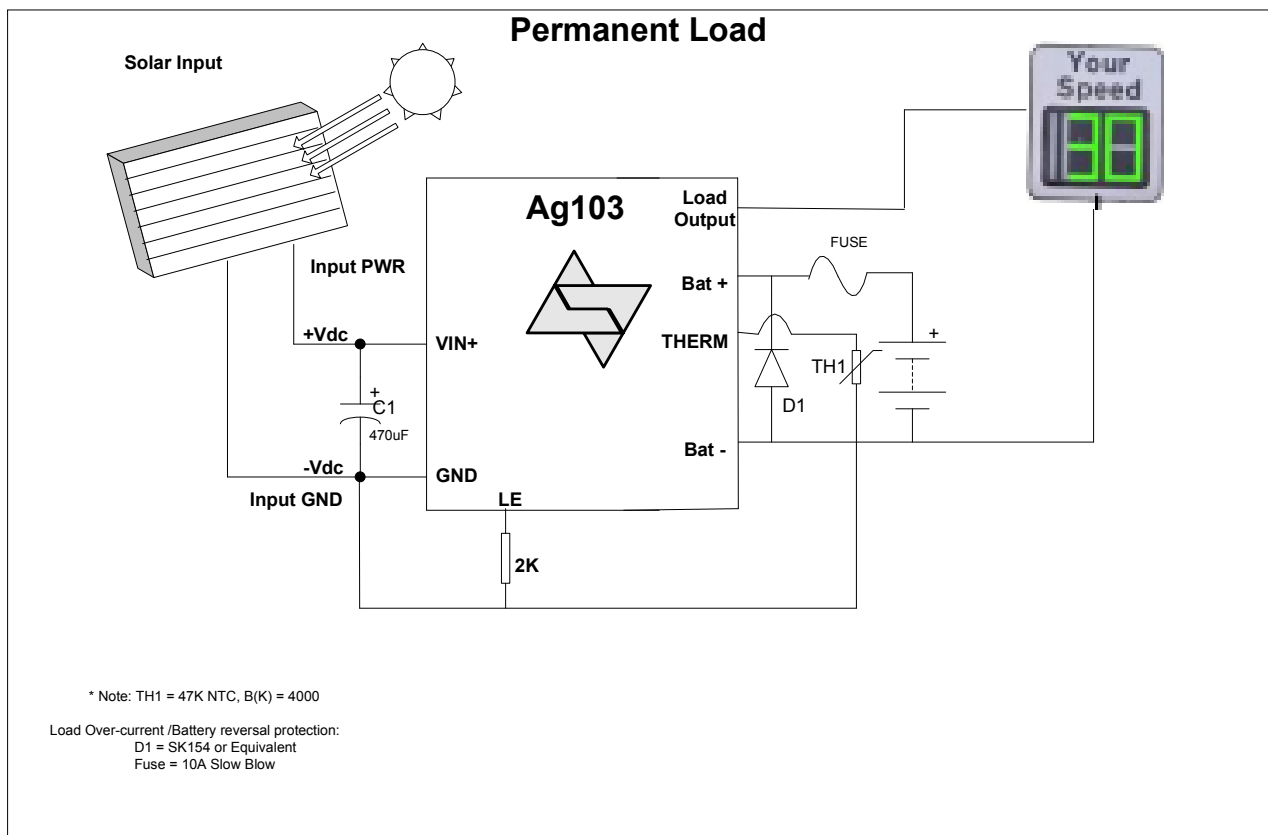 Permanent Load
Solar Input
Your
Speed
30
Ag103
Load
Output
FUSE
Input PWR
Bat +
+Vdc
VIN+
THERM
+
TH1
+
C1
D1
470uF
Bat -
-Vdc
GND
Input GND
LE
2K
* Note: TH1 = 47K NTC, B(K) = 4000
Load Over-current /Battery reversal protection:
D1 = SK154 or Equivalent
Fuse = 10A Slow Blow